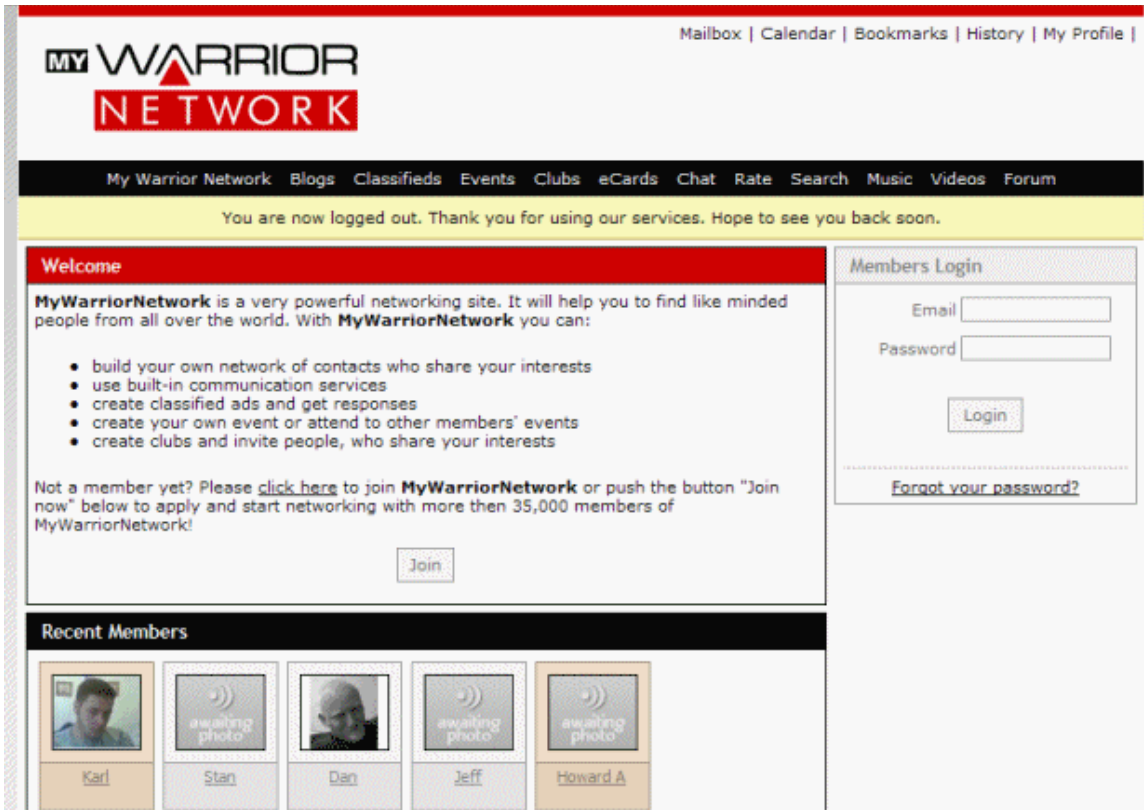 Mailbox | Calendar | Bookmarks | History | My Profile |
MY WARRIOR
NETWORK
My Warrior Network Blogs Classifieds Events Clubs eCards Chat Rate Search Music Videos Forum
You are now logged out. Thank you for using our services. Hope to see you back soon.
Welcome
MyWarriorNetwork is a very powerful networking site. It will help you to find like minded
people from all over the world. With MyWarriorNetwork you can:
• build your own network of contacts who share your interests
• use built-in communication services
• create classified ads and get responses
• create your own event or attend to other members' events
• create clubs and invite people, who share your interests
Not a member yet? Please click here to join MyWarriorNetwork or push the button "Join
now" below to apply and start networking with more then 35,000 members of
MyWarriorNetwork!
Join
Members Login
Email
Password
Login
Forgot your password?
Recent Members
awaiting
photo
awaiting
photo
awaiting
photo
Karl Stan Dan Jeff Howard A